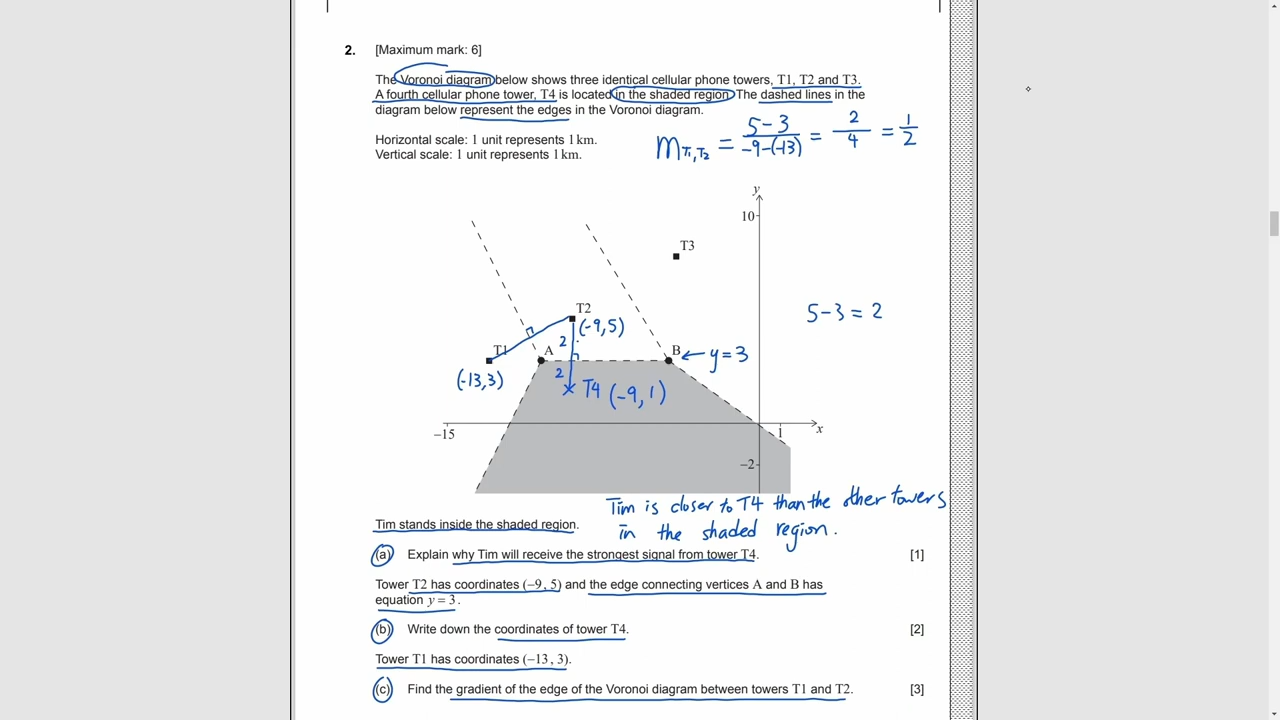 2. [Maximum mark: 6]
The Voronoi diagram below shows three identical cellular phone towers, T1, T2 and T3.
A fourth cellular phone tower, T4 is located in the shaded region. The dashed lines in the
diagram below represent the edges in the Voronoi diagram.
m T1,T2 = 5-3 / -9-(-13) = 2/4 = 1/2
Horizontal scale: 1 unit represents 1 km.
Vertical scale: 1 unit represents 1 km.
y
10
T3
T2
(-9,5)
5-3=2
2
T1
A
B ← y=3
(-13,3)
2
T4 (-9,1)
-15
1
x
-2
Tim is closer to T4 than the other towers
in the shaded region.
Tim stands inside the shaded region.
(a) Explain why Tim will receive the strongest signal from tower T4. [1]
Tower T2 has coordinates (−9, 5) and the edge connecting vertices A and B has
equation y = 3.
(b) Write down the coordinates of tower T4. [2]
Tower T1 has coordinates (−13, 3).
(c) Find the gradient of the edge of the Voronoi diagram between towers T1 and T2. [3]